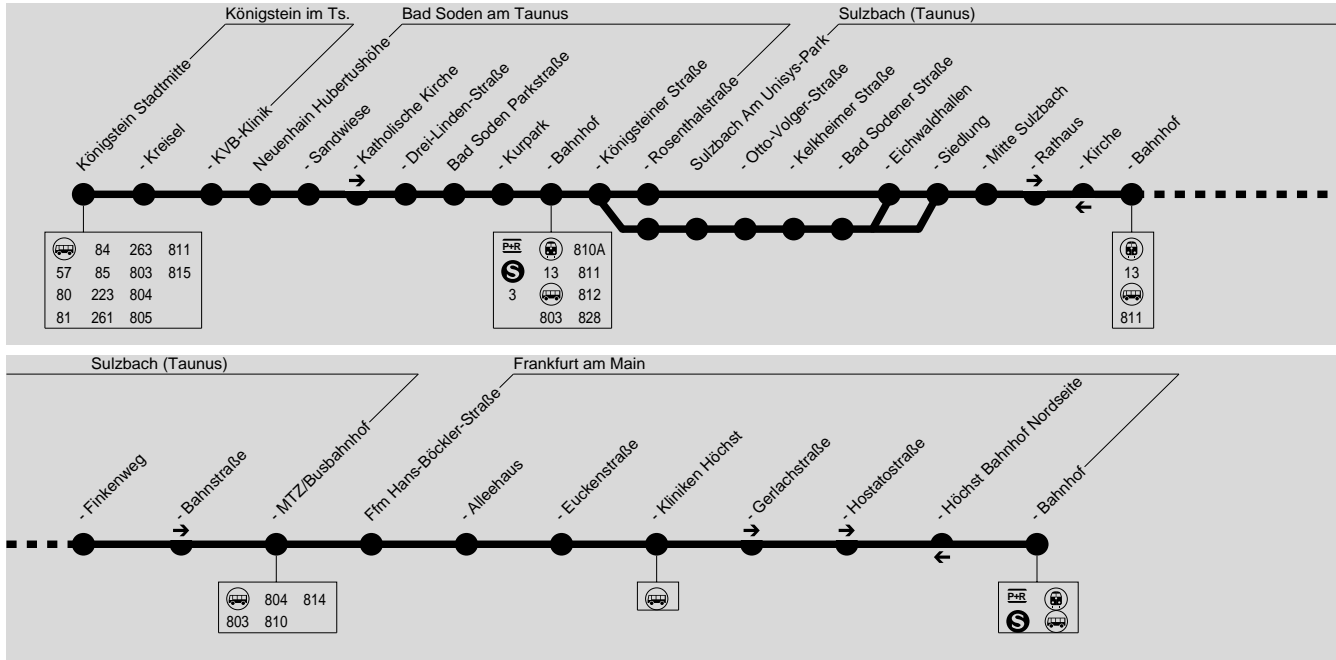 Königstein im Ts.
Bad Soden am Taunus
Sulzbach (Taunus)
Königstein Stadtmitte
- Kreisel
- KVB-Klinik
Neuenhain Hubertushöhe
- Sandwiese
- Katholische Kirche
- Drei-Linden-Straße
Bad Soden Parkstraße
- Kurpark
- Bahnhof
- Königsteiner Straße
- Rosenthalstraße
Sulzbach Am Unisys-Park
- Otto-Volger-Straße
- Kelkheimer Straße
- Bad Sodener Straße
- Eichwaldhallen
- Siedlung
- Mitte Sulzbach
- Rathaus
- Kirche
- Bahnhof
84 263 811
57 85 803 815
80 223 804
81 261 805
P+R 810A
S 13 811
3 812
803 828
13
811
Sulzbach (Taunus)
Frankfurt am Main
- Finkenweg
- Bahnstraße
- MTZ/Busbahnhof
Ffm Hans-Böckler-Straße
- Alleehaus
- Euckenstraße
- Kliniken Höchst
- Gerlachstraße
- Hostatostraße
- Höchst Bahnhof Nordseite
- Bahnhof
804 814
803 810
P+R
S